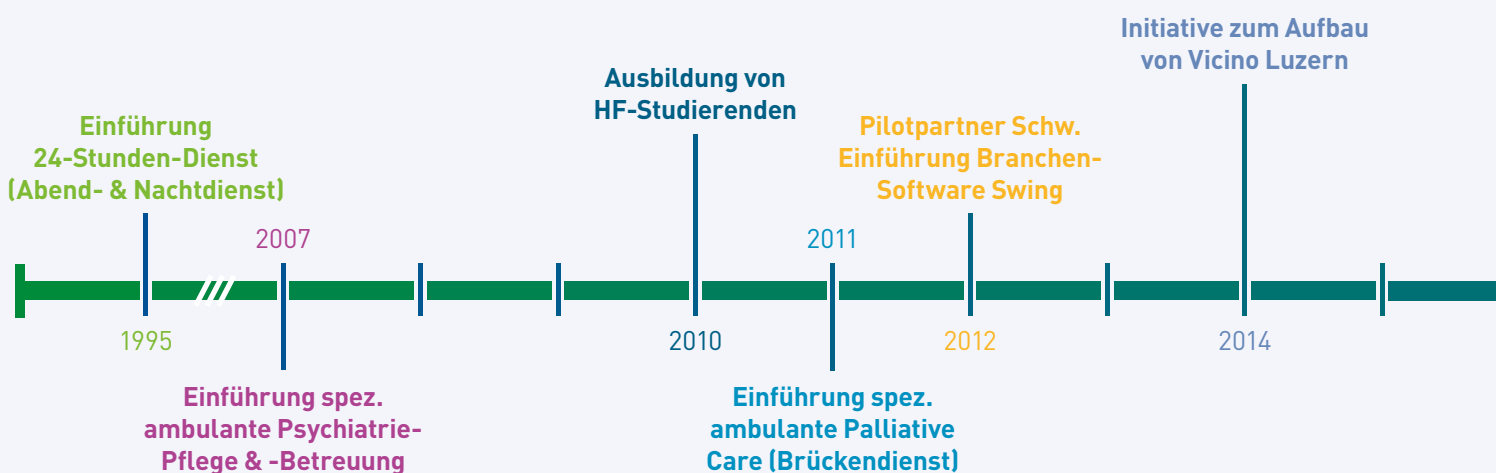 Einführung
24-Stunden-Dienst
(Abend- & Nachtdienst)
1995
2007
Einführung spez.
ambulante Psychiatrie-
Pflege & -Betreuung
Ausbildung von
HF-Studierenden
2010
2011
Einführung spez.
ambulante Palliative
Care (Brückendienst)
Pilotpartner Schw.
Einführung Branchen-
Software Swing
2012
Initiative zum Aufbau
von Vicino Luzern
2014